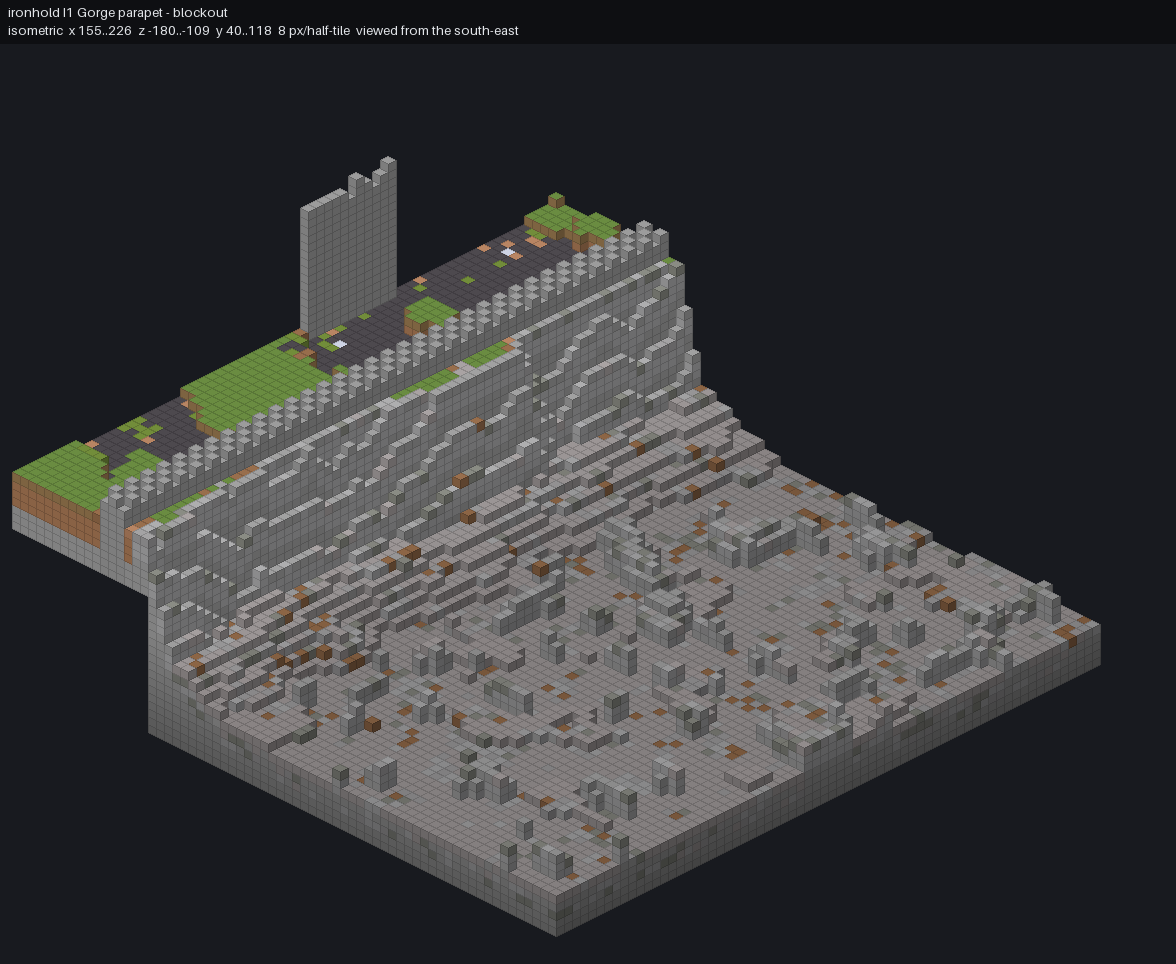 ironhold I1 Gorge parapet - blockout
isometric  x 155..226  z -180..-109  y 40..118  8 px/half-tile  viewed from the south-east